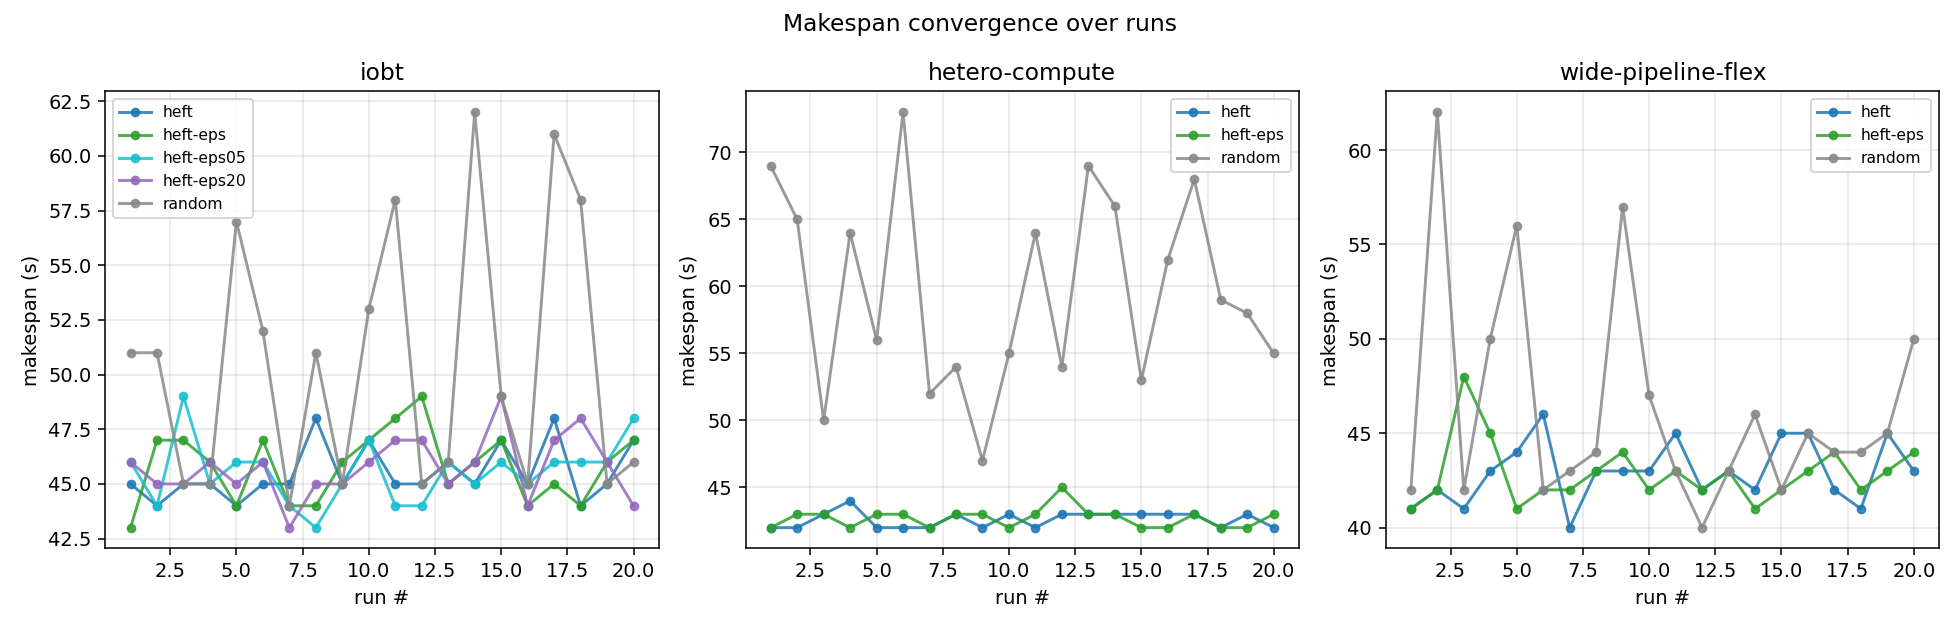 Makespan convergence over runs
iobt
makespan (s)
62.5
60.0
57.5
55.0
52.5
50.0
47.5
45.0
42.5
heft
heft-eps
heft-eps05
heft-eps20
random
2.5 5.0 7.5 10.0 12.5 15.0 17.5 20.0
run #
hetero-compute
makespan (s)
70
65
60
55
50
45
heft
heft-eps
random
2.5 5.0 7.5 10.0 12.5 15.0 17.5 20.0
run #
wide-pipeline-flex
makespan (s)
60
55
50
45
40
heft
heft-eps
random
2.5 5.0 7.5 10.0 12.5 15.0 17.5 20.0
run #